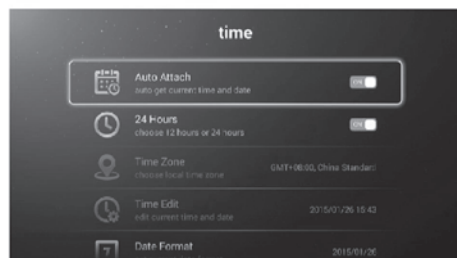 time
Auto Attach
auto get current time and date
ON
24 Hours
choose 12 hours or 24 hours
ON
Time Zone
choose local time zone
GMT+08:00, China Standard
Time Edit
edit current time and date
2015/01/26 15:43
7
Date Format
2015/01/26